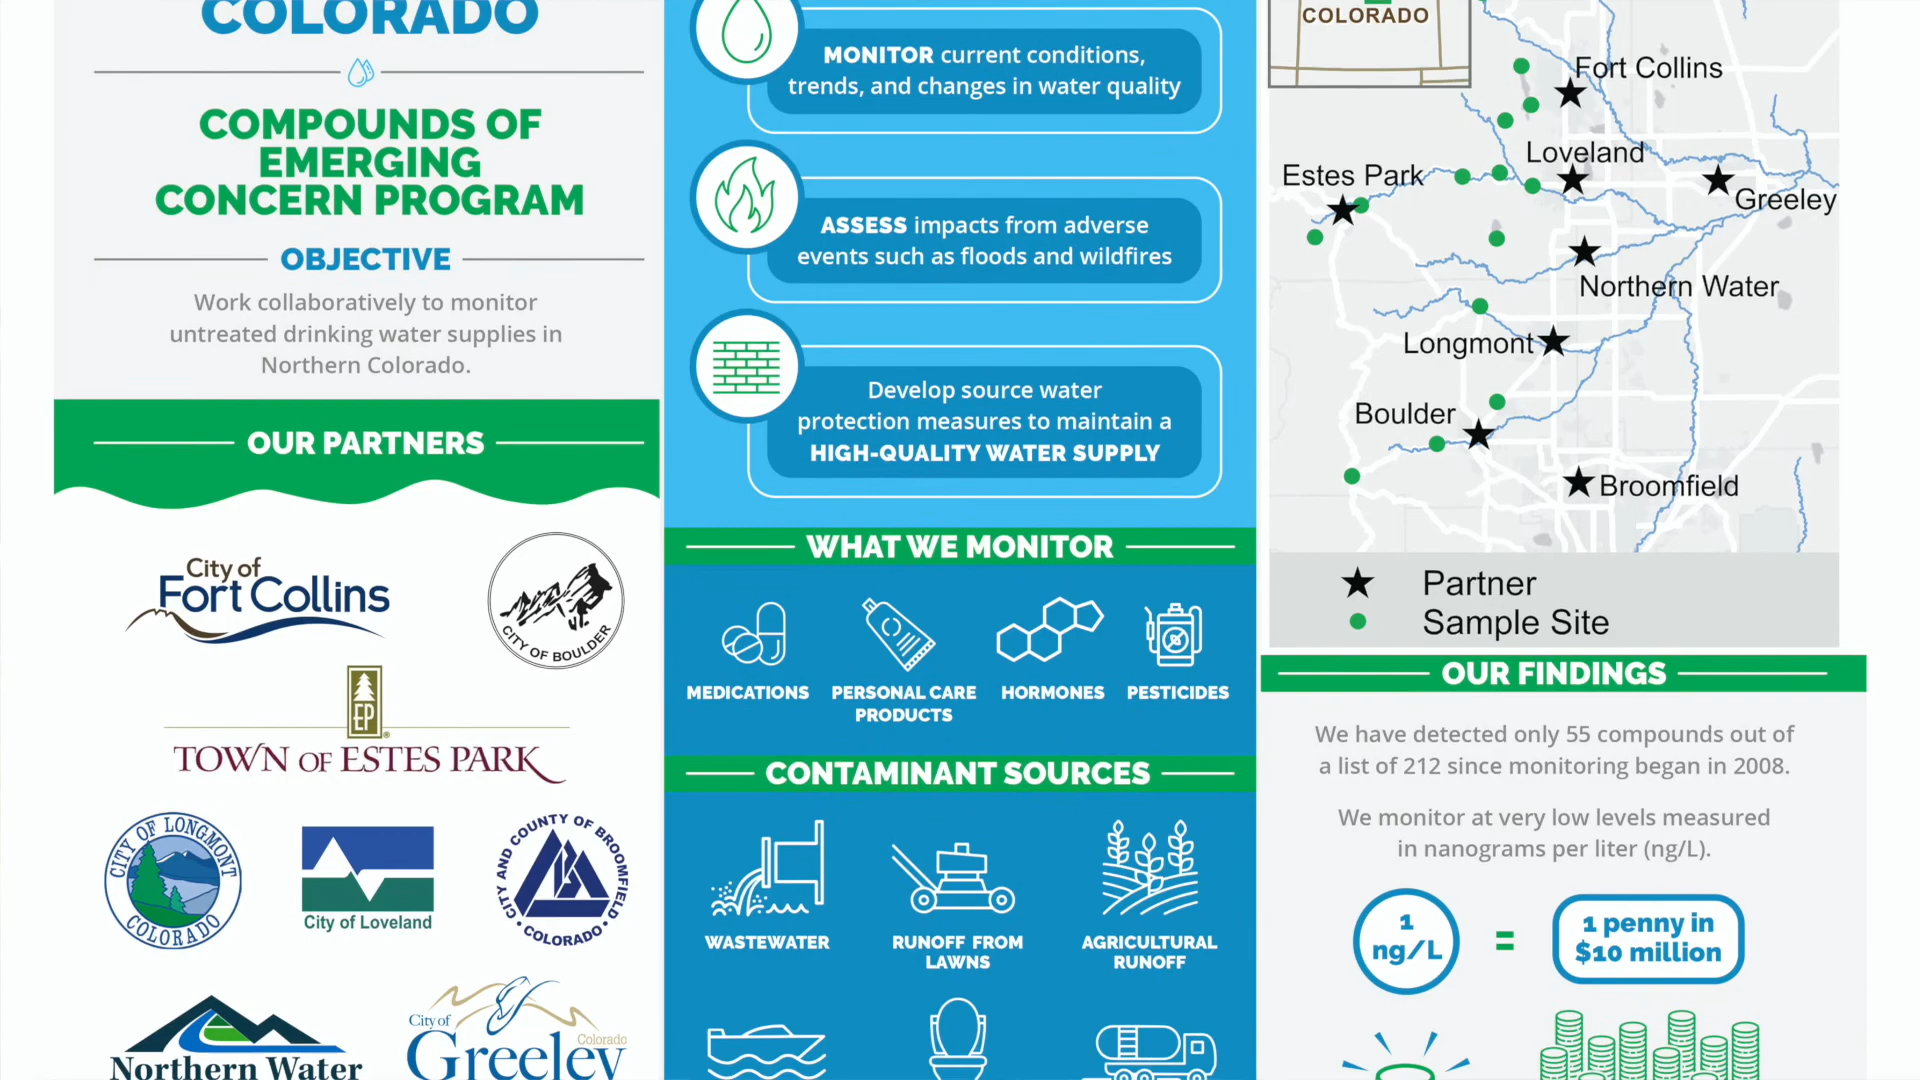 COLORADO
COMPOUNDS OF
EMERGING
CONCERN PROGRAM
OBJECTIVE
Work collaboratively to monitor
untreated drinking water supplies in
Northern Colorado.
OUR PARTNERS
City of
Fort Collins
CITY OF BOULDER
EP
TOWN OF ESTES PARK
CITY OF LONGMONT
COLORADO
City of Loveland
CITY AND COUNTY OF BROOMFIELD
• COLORADO •
Northern Water
City of
Colorado
Greeley
MONITOR current conditions,
trends, and changes in water quality
ASSESS impacts from adverse
events such as floods and wildfires
Develop source water
protection measures to maintain a
HIGH-QUALITY WATER SUPPLY
WHAT WE MONITOR
MEDICATIONS
PERSONAL CARE
PRODUCTS
HORMONES
PESTICIDES
CONTAMINANT SOURCES
WASTEWATER
RUNOFF FROM
LAWNS
AGRICULTURAL
RUNOFF
COLORADO
Fort Collins
Loveland
Estes Park
Greeley
Northern Water
Longmont
Boulder
Broomfield
Partner
Sample Site
OUR FINDINGS
We have detected only 55 compounds out of
a list of 212 since monitoring began in 2008.
We monitor at very low levels measured
in nanograms per liter (ng/L).
1
ng/L
=
1 penny in
$10 million